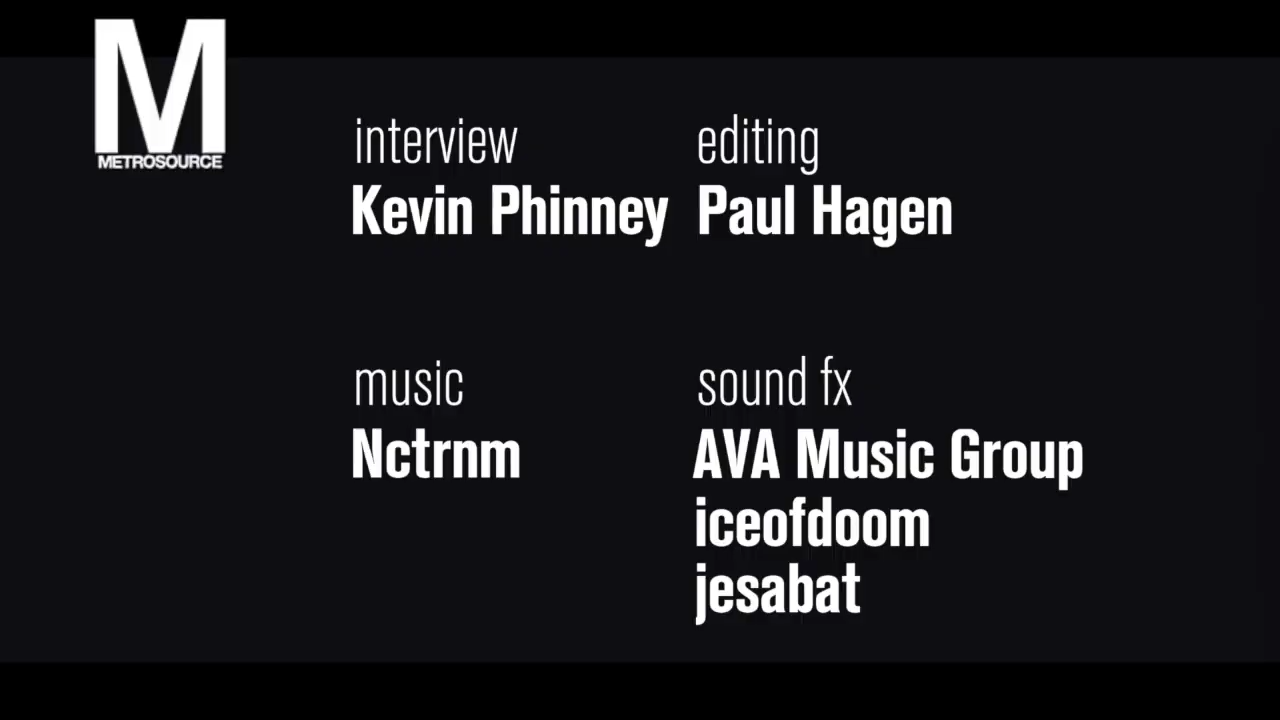 M
METROSOURCE
interview
Kevin Phinney
editing
Paul Hagen
music
Nctrnm
sound fx
AVA Music Group
iceofdoom
jesabat